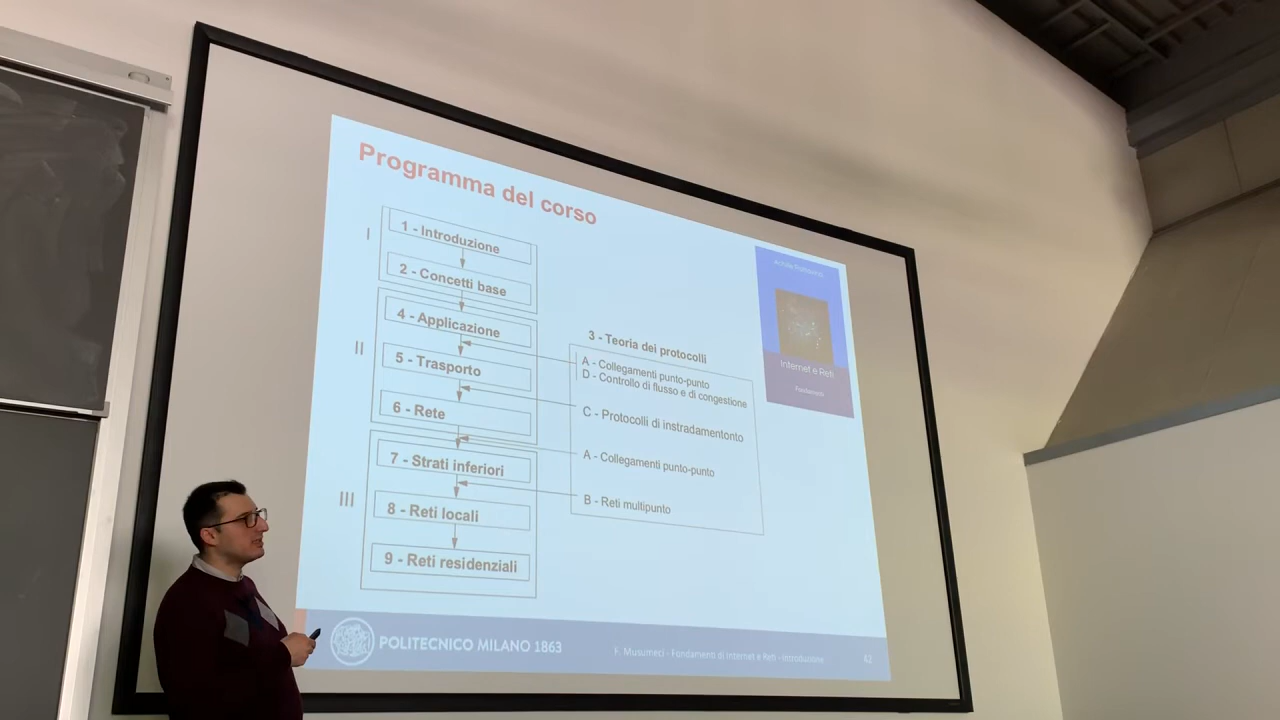 Programma del corso
I
1 - Introduzione
2 - Concetti base
II
4 - Applicazione
5 - Trasporto
6 - Rete
III
7 - Strati inferiori
8 - Reti locali
9 - Reti residenziali
3 - Teoria dei protocolli
A - Collegamenti punto-punto
D - Controllo di flusso e di congestione
C - Protocolli di instradamentonto
A - Collegamenti punto-punto
B - Reti multipunto
Achille
Internet e Reti
Fondamenti
POLITECNICO MILANO 1863
F. Musumeci - Fondamenti di Internet e Reti - Introduzione
42